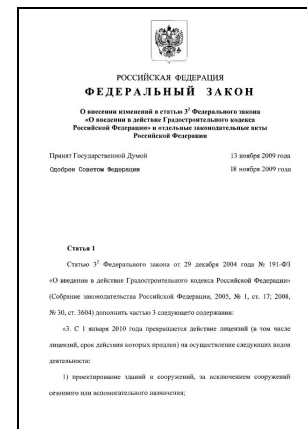 РОССИЙСКАЯ ФЕДЕРАЦИЯ
ФЕДЕРАЛЬНЫЙ ЗАКОН
О внесении изменений в статью 3² Федерального закона
«О введении в действие Градостроительного кодекса
Российской Федерации» и отдельные законодательные акты
Российской Федерации
Принят Государственной Думой 13 ноября 2009 года
Одобрен Советом Федерации 18 ноября 2009 года
Статья 1
Статью 3² Федерального закона от 29 декабря 2004 года № 191-ФЗ
«О введении в действие Градостроительного кодекса Российской Федерации»
(Собрание законодательства Российской Федерации, 2005, № 1, ст. 17; 2008,
№ 30, ст. 3604) дополнить частью 3 следующего содержания:
«3. С 1 января 2010 года прекращается действие лицензий (в том числе
лицензий, срок действия которых продлен) на осуществление следующих видов
деятельности:
1) проектирование зданий и сооружений, за исключением сооружений
сезонного или вспомогательного назначения;